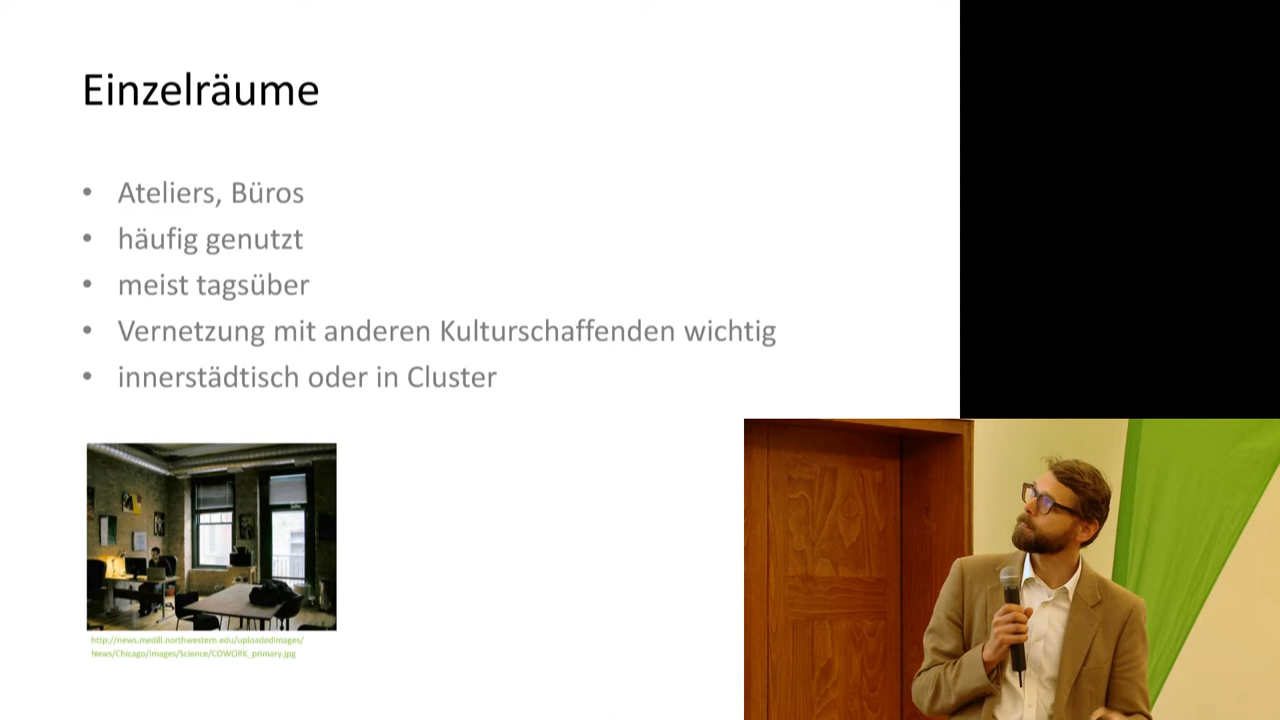 Einzelräume
• Ateliers, Büros
• häufig genutzt
• meist tagsüber
• Vernetzung mit anderen Kulturschaffenden wichtig
• innerstädtisch oder in Cluster
http://news.medill.northwestern.edu/uploadedimages/
News/Chicago/Images/Science/COWORK_primary.jpg